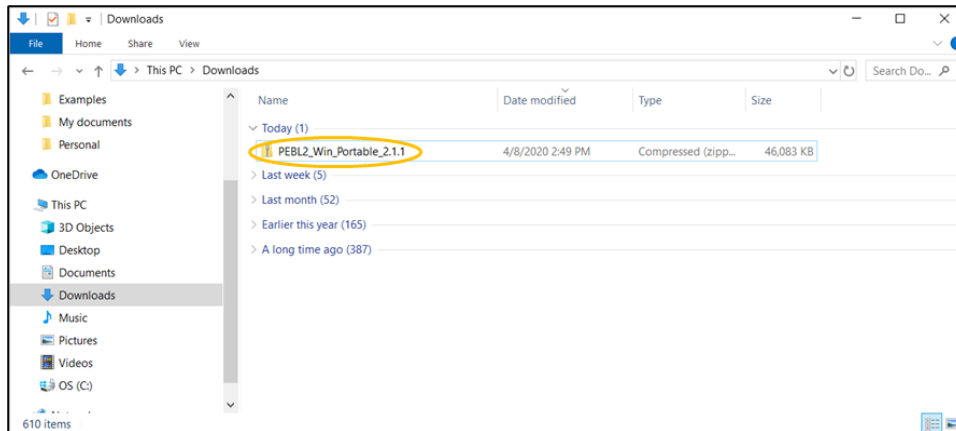 Downloads
File Home Share View
This PC > Downloads
Search Do...
Examples
My documents
Personal
OneDrive
This PC
3D Objects
Desktop
Documents
Downloads
Music
Pictures
Videos
OS (C:)
Name Date modified Type Size
Today (1)
PEBL2_Win_Portable_2.1.1 4/8/2020 2:49 PM Compressed (zipp... 46,083 KB
Last week (5)
Last month (52)
Earlier this year (165)
A long time ago (387)
610 items